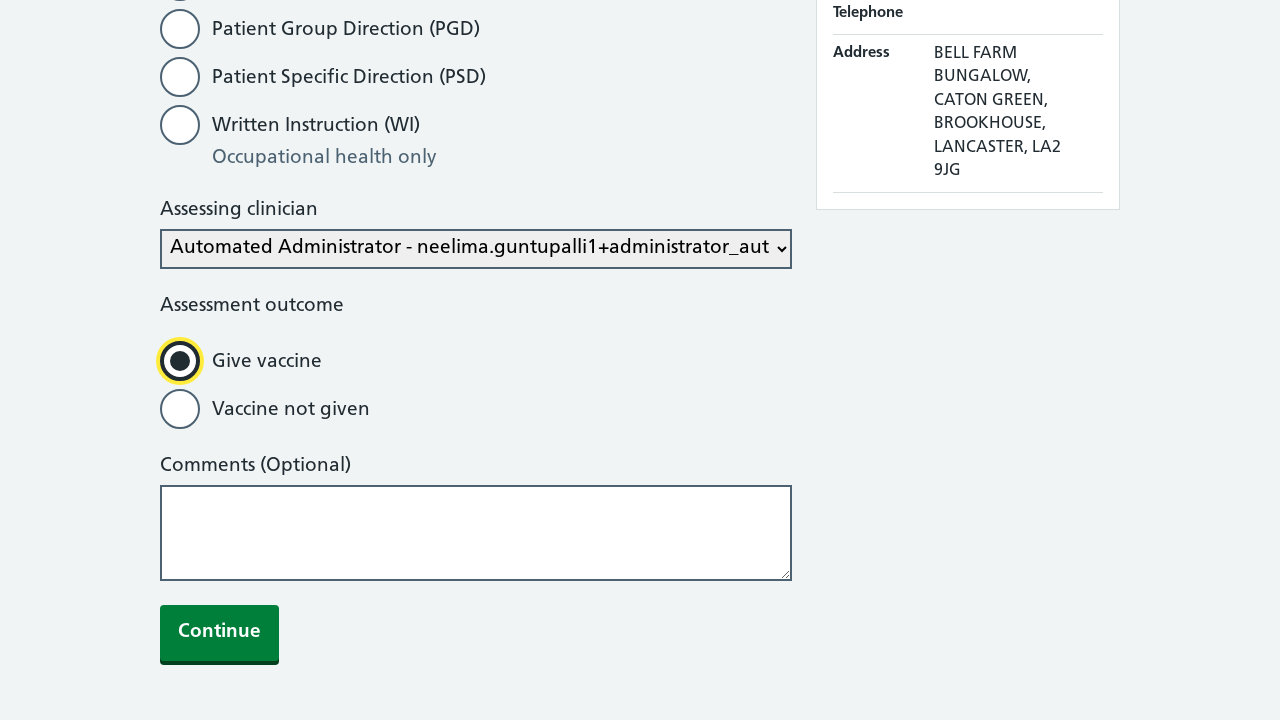 Patient Group Direction (PGD)
Patient Specific Direction (PSD)
Written Instruction (WI)
Occupational health only
Assessing clinician
Automated Administrator - neelima.guntupalli1+administrator_aut
Assessment outcome
Give vaccine
Vaccine not given
Comments (Optional)
Continue
Telephone
Address
BELL FARM
BUNGALOW,
CATON GREEN,
BROOKHOUSE,
LANCASTER, LA2
9JG